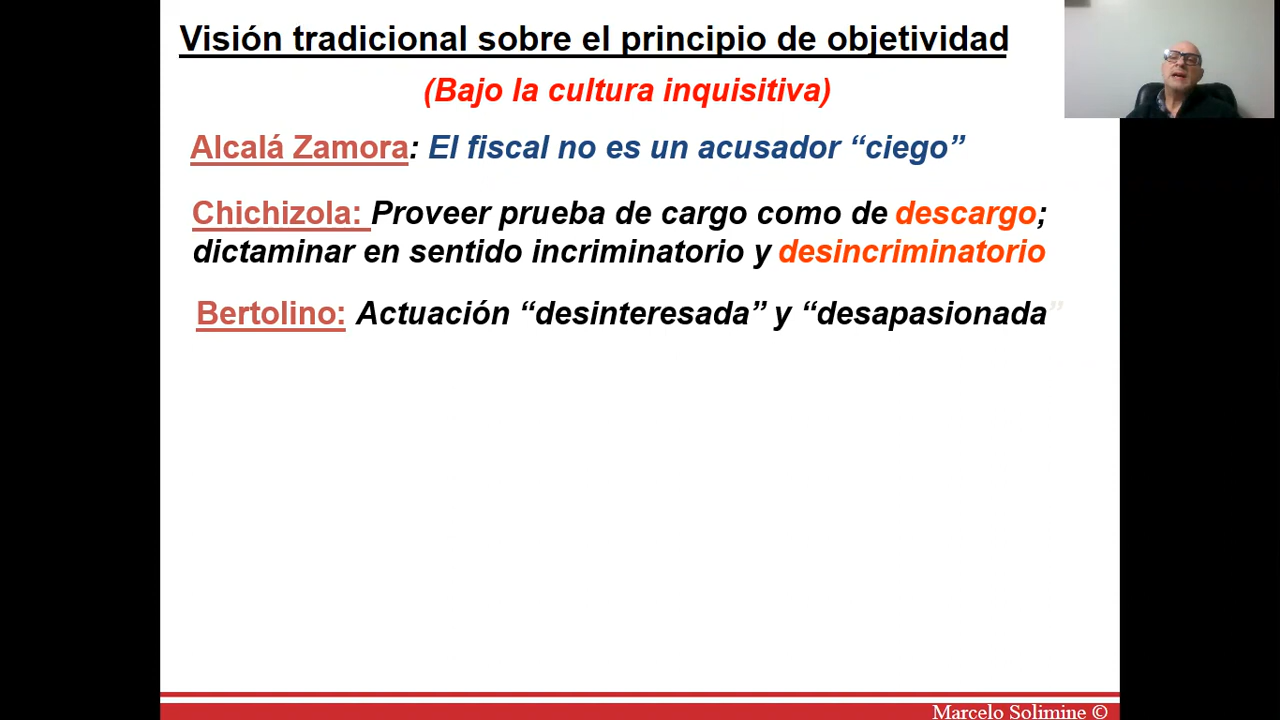 Visión tradicional sobre el principio de objetividad
(Bajo la cultura inquisitiva)
Alcalá Zamora: El fiscal no es un acusador “ciego”
Chichizola: Proveer prueba de cargo como de descargo;
dictaminar en sentido incriminatorio y desincriminatorio
Bertolino: Actuación “desinteresada” y “desapasionada”
Marcelo Solimine ©